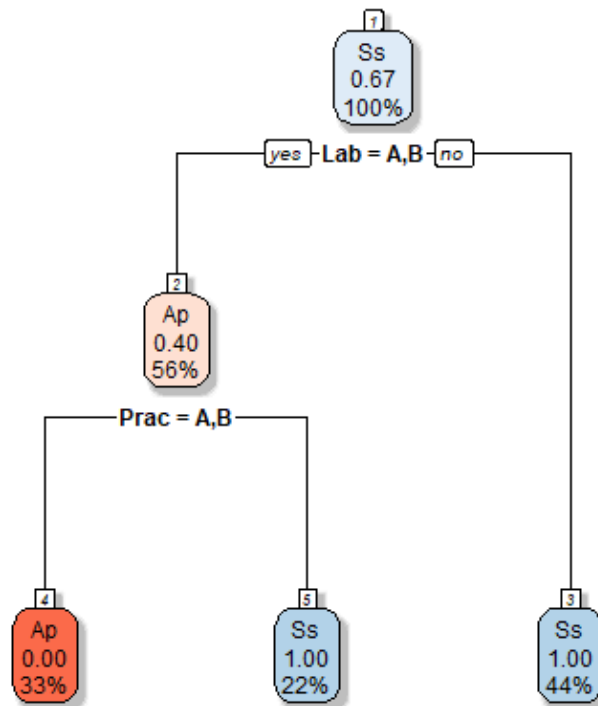 1
Ss
0.67
100%
yes Lab = A,B no
2
Ap
0.40
56%
Prac = A,B
4
Ap
0.00
33%
5
Ss
1.00
22%
3
Ss
1.00
44%